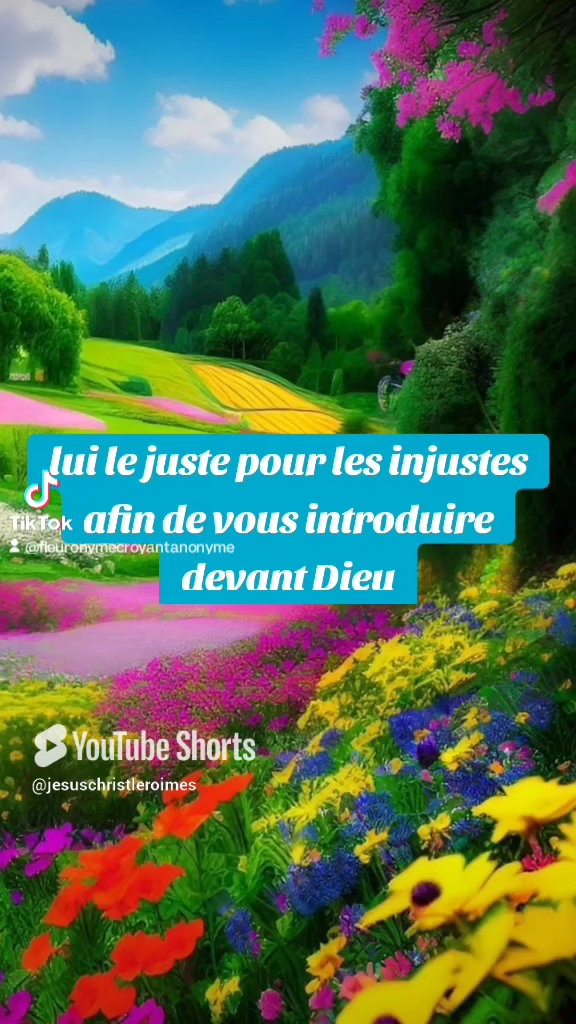 lui le juste pour les injustes
afin de vous introduire
devant Dieu
TikTok
@fleuronymecroyantanonyme
YouTube Shorts
@jesuschristleroimes